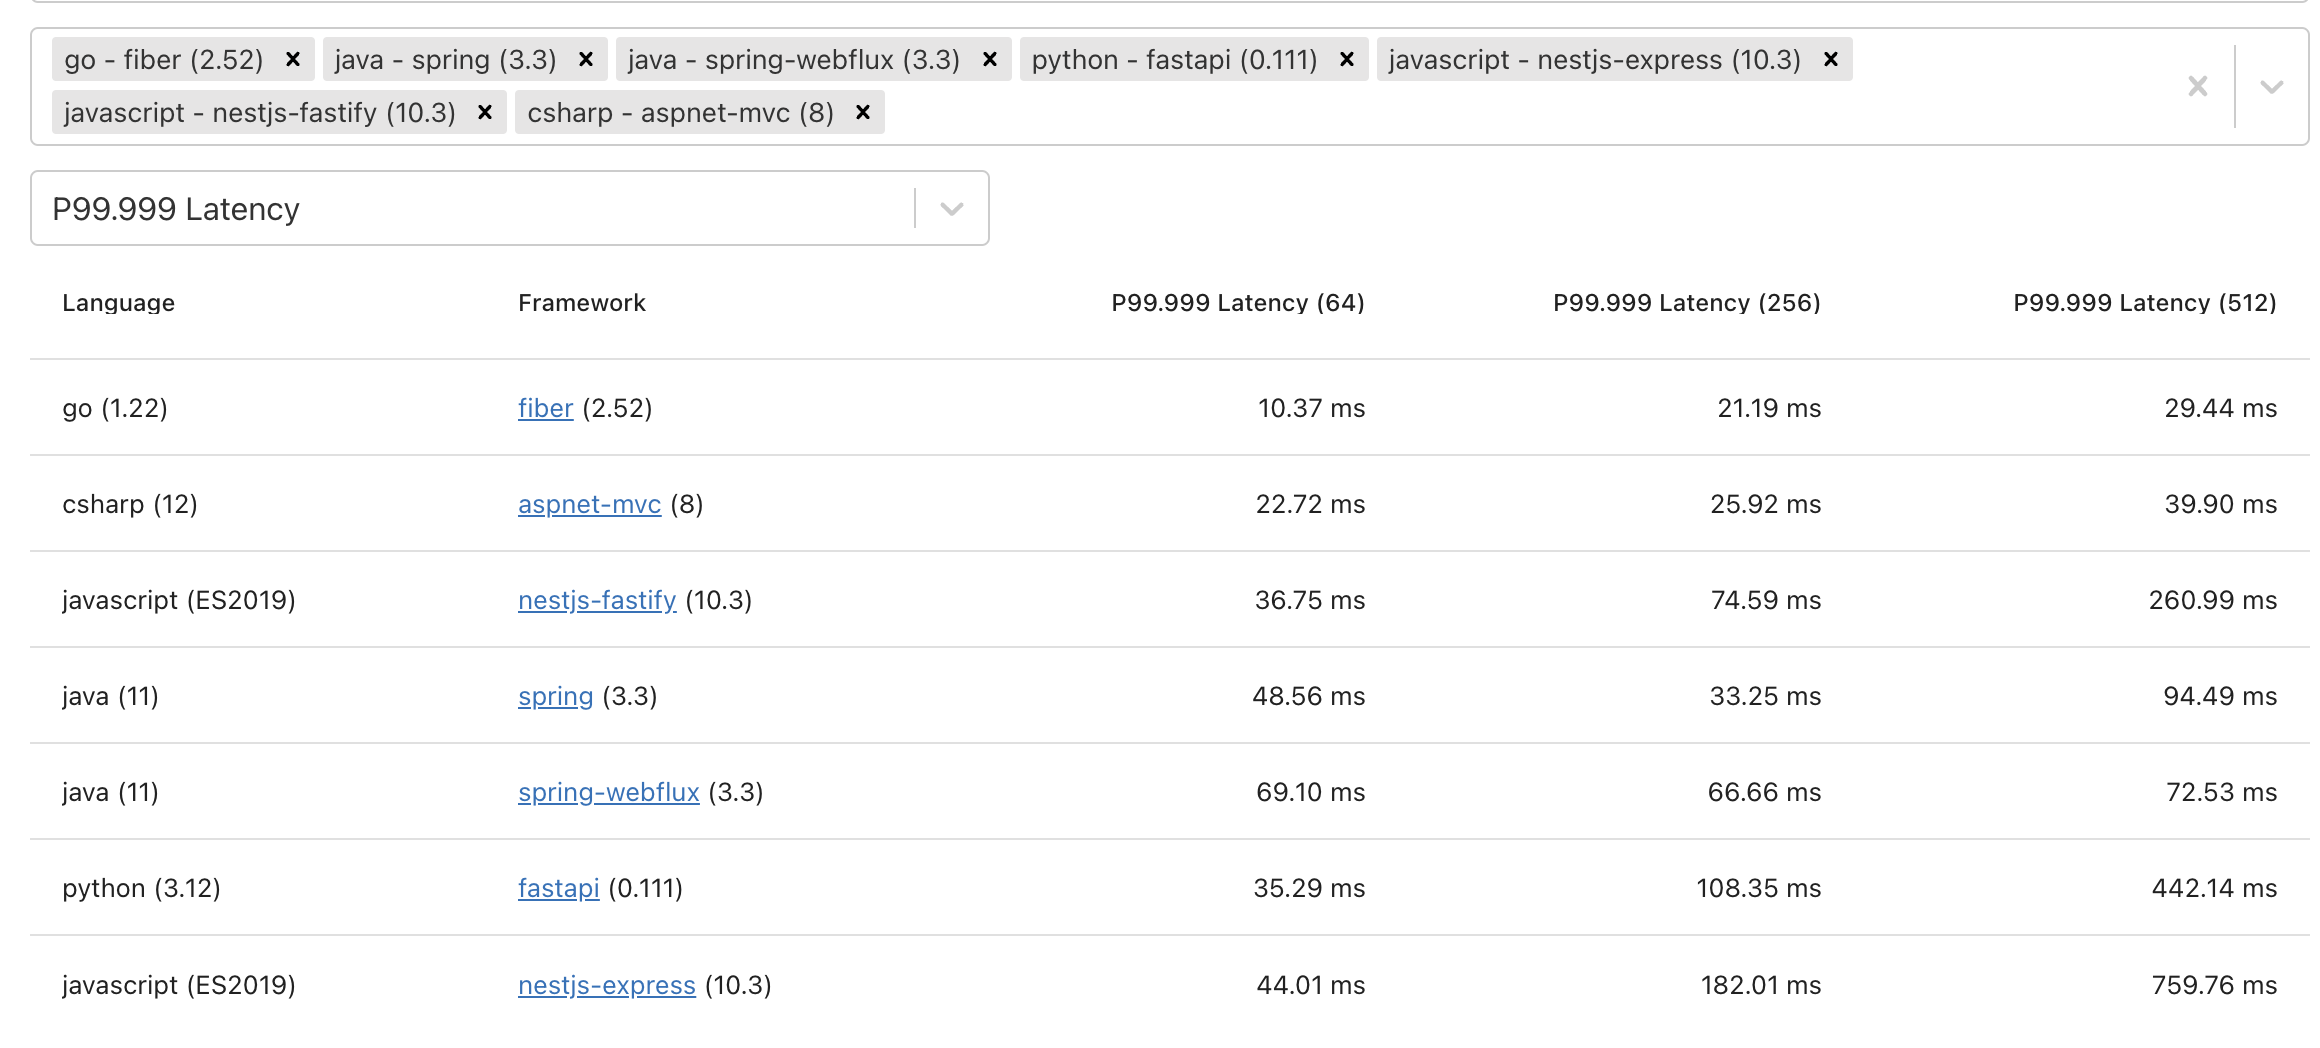 go - fiber (2.52) × java - spring (3.3) × java - spring-webflux (3.3) × python - fastapi (0.111) × javascript - nestjs-express (10.3) ×
javascript - nestjs-fastify (10.3) × csharp - aspnet-mvc (8) ×
P99.999 Latency
Language Framework P99.999 Latency (64) P99.999 Latency (256) P99.999 Latency (512)
go (1.22) fiber (2.52) 10.37 ms 21.19 ms 29.44 ms
csharp (12) aspnet-mvc (8) 22.72 ms 25.92 ms 39.90 ms
javascript (ES2019) nestjs-fastify (10.3) 36.75 ms 74.59 ms 260.99 ms
java (11) spring (3.3) 48.56 ms 33.25 ms 94.49 ms
java (11) spring-webflux (3.3) 69.10 ms 66.66 ms 72.53 ms
python (3.12) fastapi (0.111) 35.29 ms 108.35 ms 442.14 ms
javascript (ES2019) nestjs-express (10.3) 44.01 ms 182.01 ms 759.76 ms